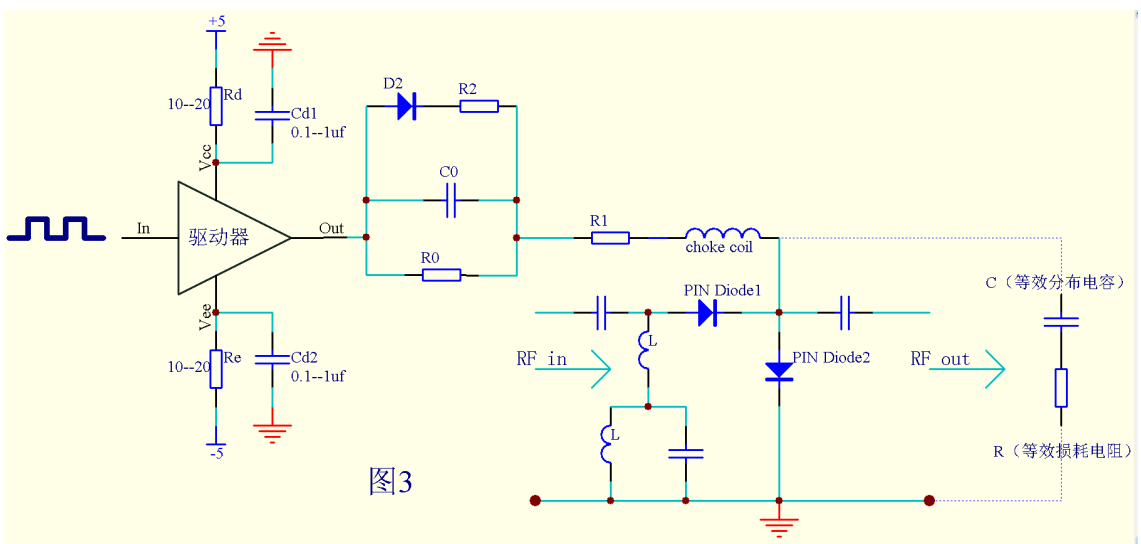 +5
10--20
Rd
Cd1
0.1--1uf
Vcc
D2
R2
C0
In
驱动器
Out
R0
R1
choke coil
Vee
10--20
Re
Cd2
0.1--1uf
-5
PIN Diode1
C（等效分布电容）
RF in
L
PIN Diode2
RF out
L
R（等效损耗电阻）
图3